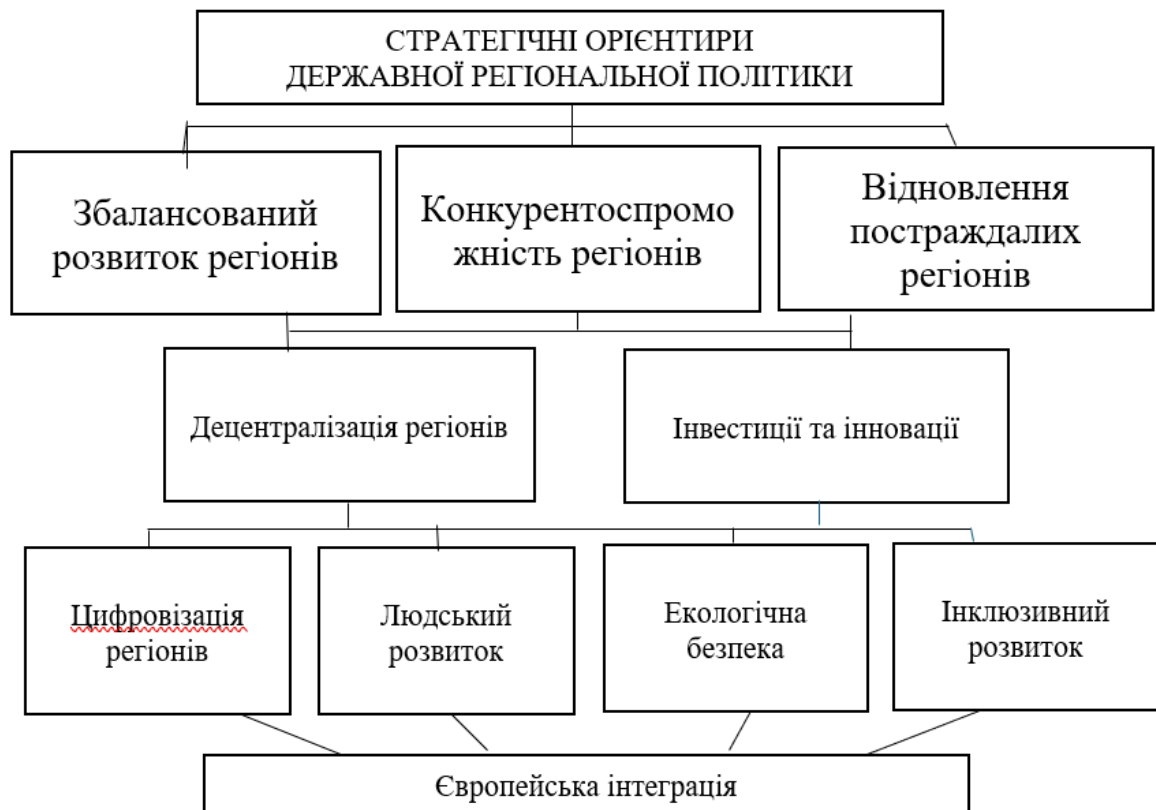 СТРАТЕГІЧНІ ОРІЄНТИРИ
ДЕРЖАВНОЇ РЕГІОНАЛЬНОЇ ПОЛІТИКИ
Збалансований
розвиток регіонів
Конкурентоспромо
жність регіонів
Відновлення
постраждалих
регіонів
Децентралізація регіонів
Інвестиції та інновації
Цифровізація
регіонів
Людський
розвиток
Екологічна
безпека
Інклюзивний
розвиток
Європейська інтеграція